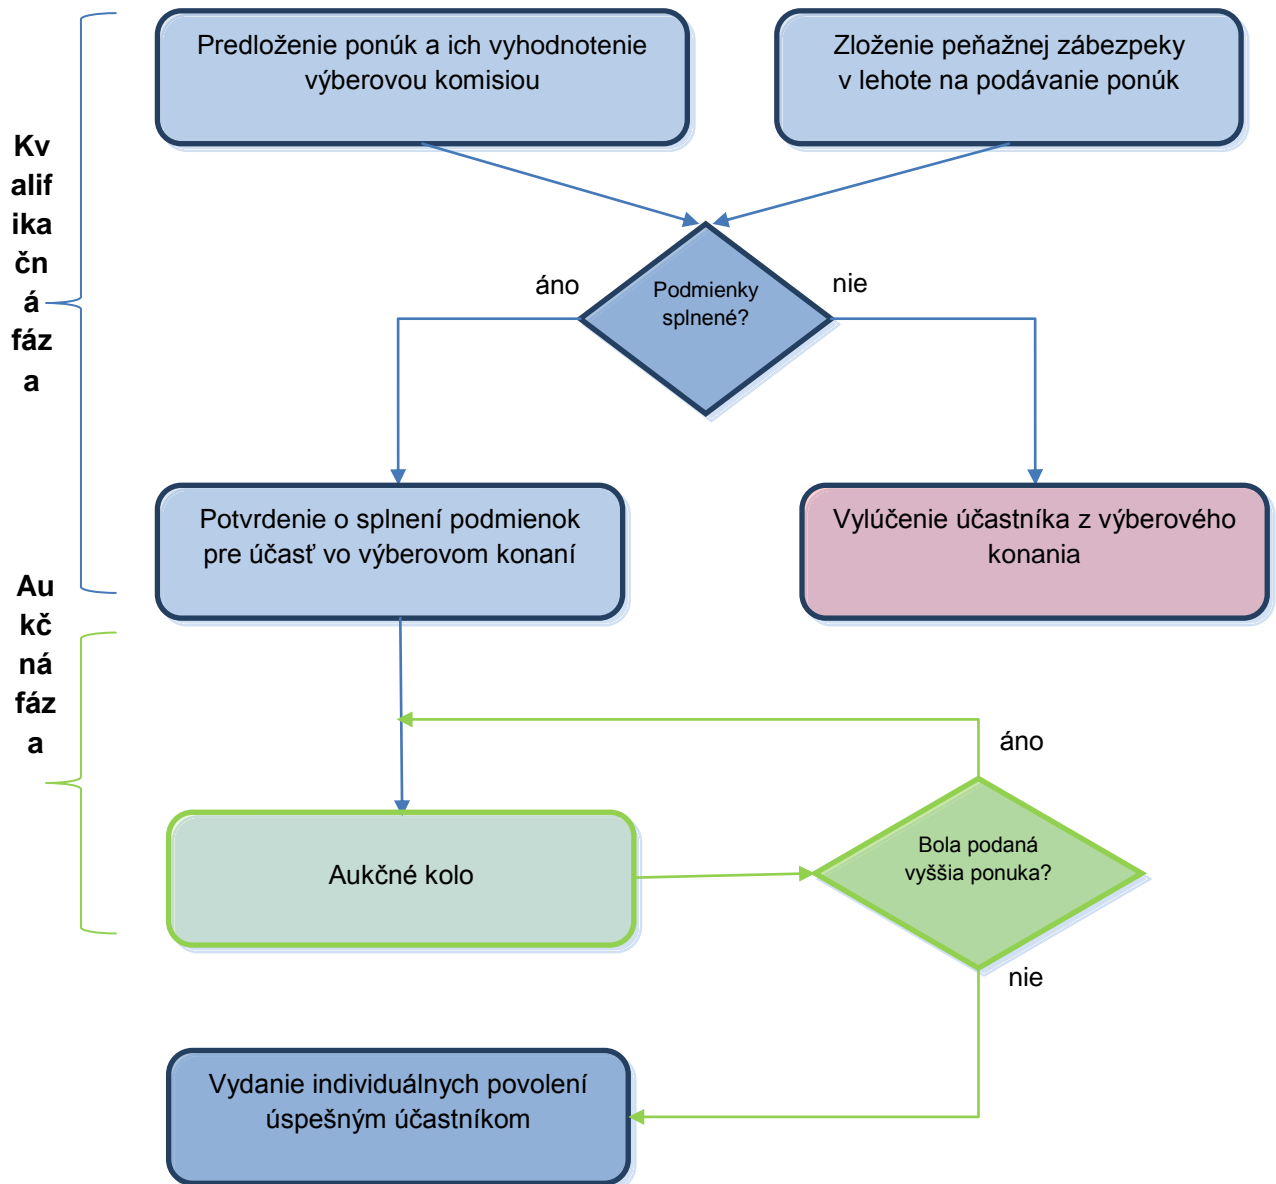 Predloženie ponúk a ich vyhodnotenie
výberovou komisiou
Zloženie peňažnej zábezpeky
v lehote na podávanie ponúk
Kv
alif
ika
čn
á
fáz
a
áno
Podmienky
splnené?
nie
Potvrdenie o splnení podmienok
pre účasť vo výberovom konaní
Vylúčenie účastníka z výberového
konania
Au
kč
ná
fáz
a
áno
Aukčné kolo
Bola podaná
vyššia ponuka?
nie
Vydanie individuálnych povolení
úspešným účastníkom